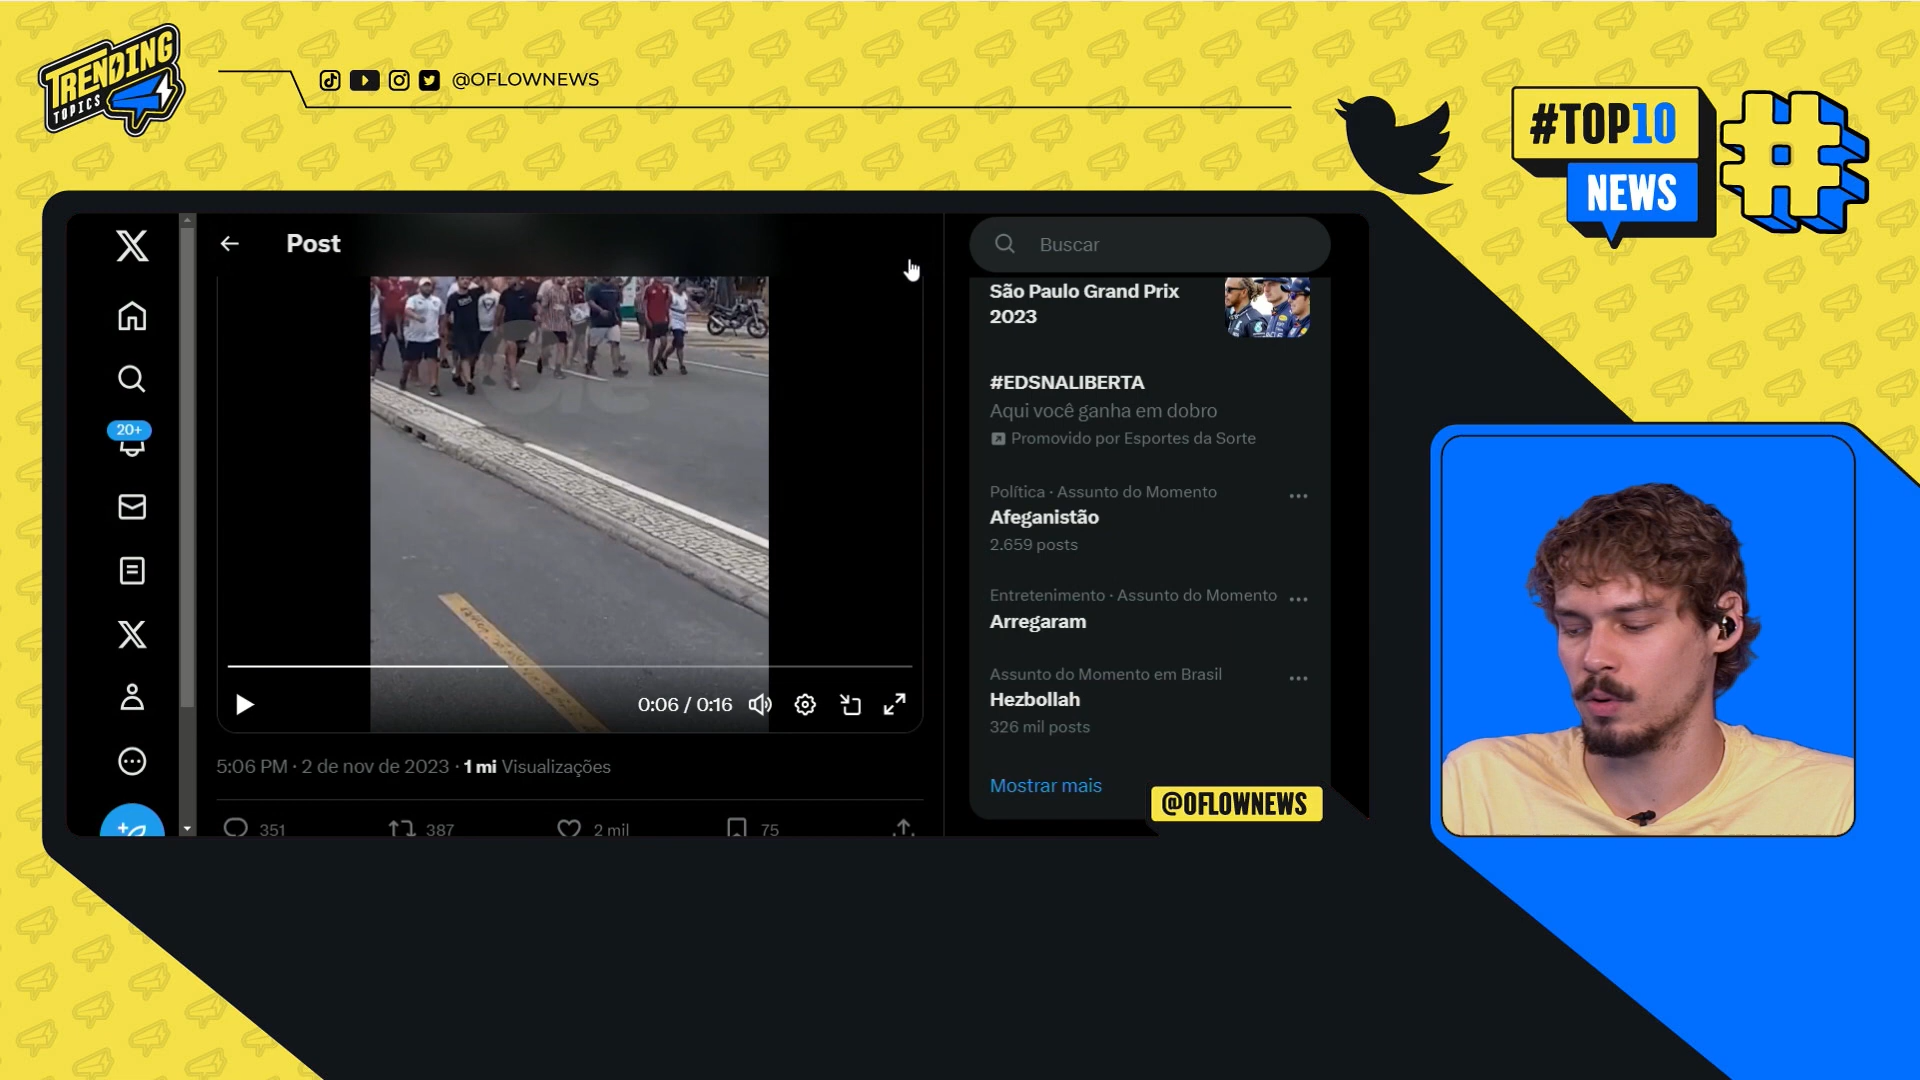 TRENDING
TOPICS
@OFLOWNEWS
#TOP10
NEWS
Post
Buscar
São Paulo Grand Prix
2023
#EDSNALIBERTA
Aqui você ganha em dobro
Promovido por Esportes da Sorte
20+
Política · Assunto do Momento
Afeganistão
2.659 posts
Entretenimento · Assunto do Momento
Arregaram
Assunto do Momento em Brasil
Hezbollah
326 mil posts
0:06 / 0:16
5:06 PM · 2 de nov de 2023 · 1 mi Visualizações
Mostrar mais
@OFLOWNEWS
351
387
2 mil
75